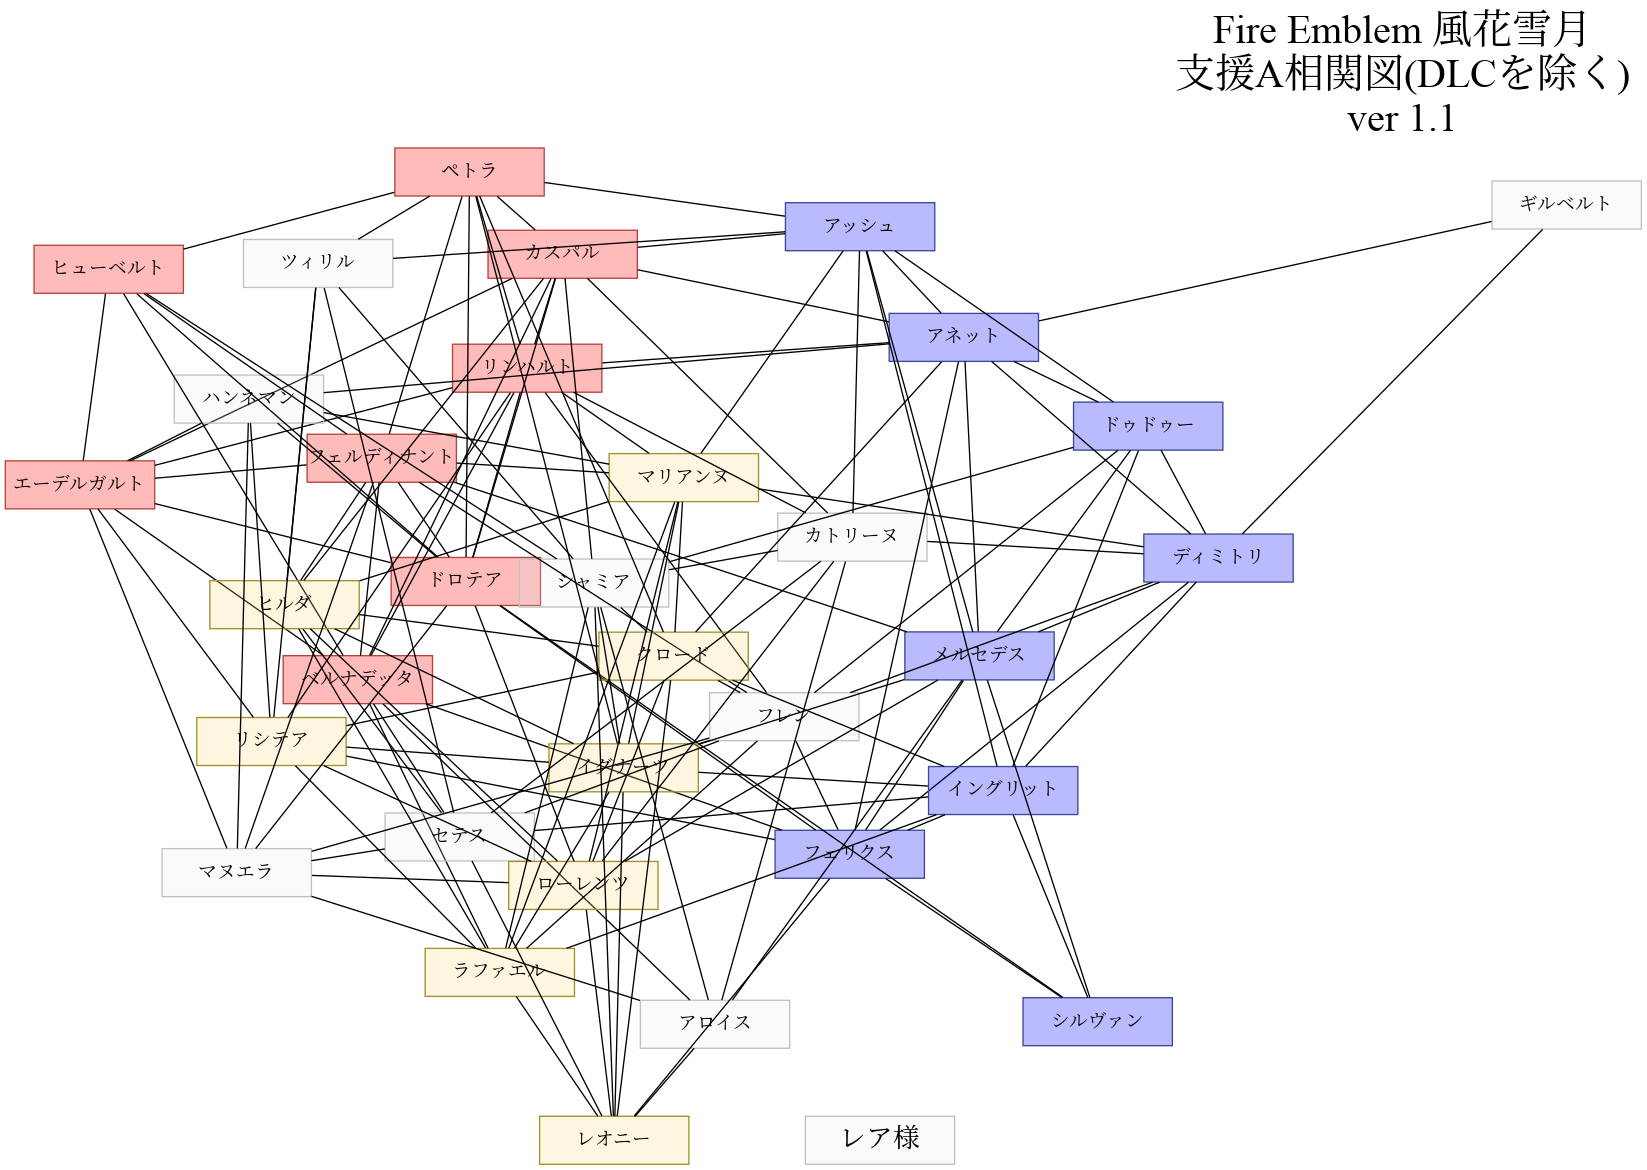 Fire Emblem 風花雪月
支援A相関図(DLCを除く)
ver 1.1
ペトラ
ギルベルト
アッシュ
カスパル
ツィリル
ヒューベルト
アネット
リンハルト
ハンネマン
ドゥドゥー
フェルディナント
マリアンヌ
エーデルガルト
カトリーヌ
ディミトリ
ドロテア
シャミア
ヒルダ
クロード
メルセデス
ベルナデッタ
フレン
リシテア
イグナーツ
イングリット
セテス
フェリクス
マヌエラ
ローレンツ
ラファエル
アロイス
シルヴァン
レオニー
レア様